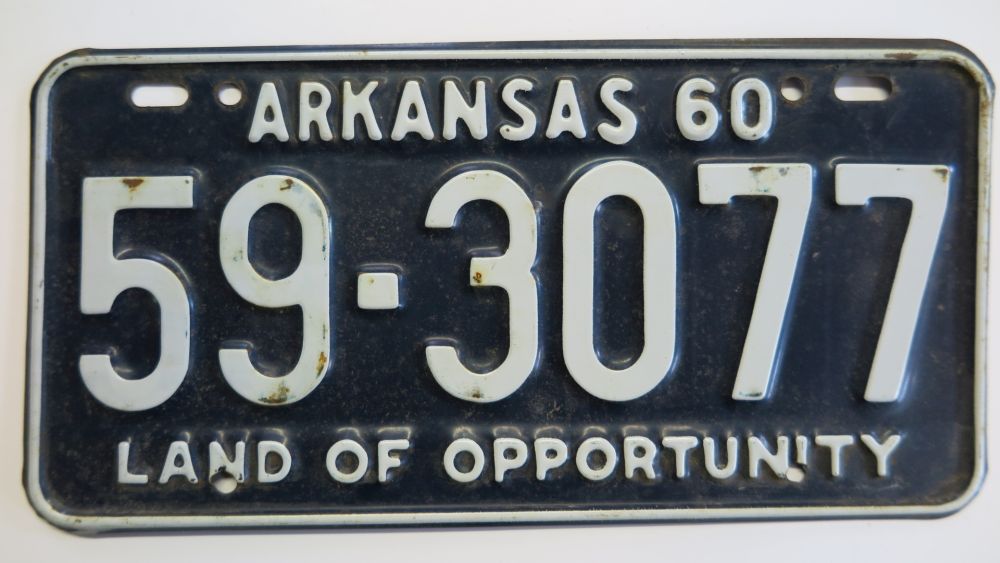 ARKANSAS 60
59-3077
LAND OF OPPORTUNITY